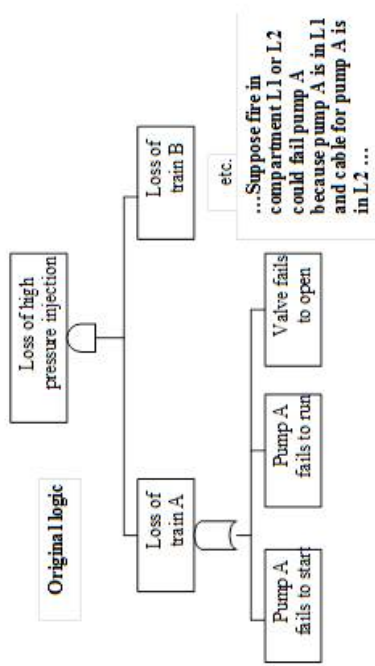 Original logic
Loss of high
pressure injection
Loss of
train A
Loss of
train B
Pump A
fails to start
Pump A
fails to run
Valve fails
to open
etc.
...Suppose fire in
compartment L1 or L2
could fail pump A
because pump A is in L1
and cable for pump A is
in L2 ...